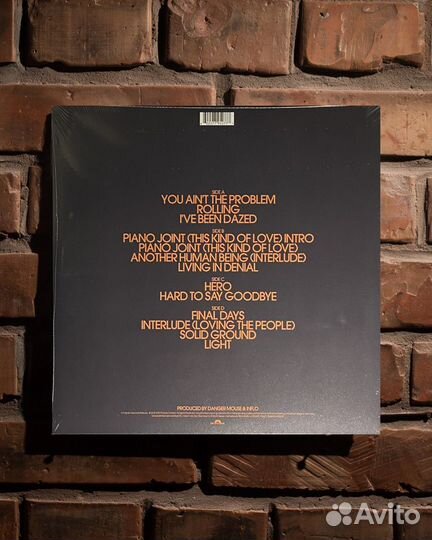 SIDE A
YOU AIN'T THE PROBLEM
ROLLING
I'VE BEEN DAZED
SIDE B
PIANO JOINT (THIS KIND OF LOVE) INTRO
PIANO JOINT (THIS KIND OF LOVE)
ANOTHER HUMAN BEING (INTERLUDE)
LIVING IN DENIAL
SIDE C
HERO
HARD TO SAY GOODBYE
SIDE D
FINAL DAYS
INTERLUDE (LOVING THE PEOPLE)
SOLID GROUND
LIGHT
PRODUCED BY DANGER MOUSE & INFLO
Avito